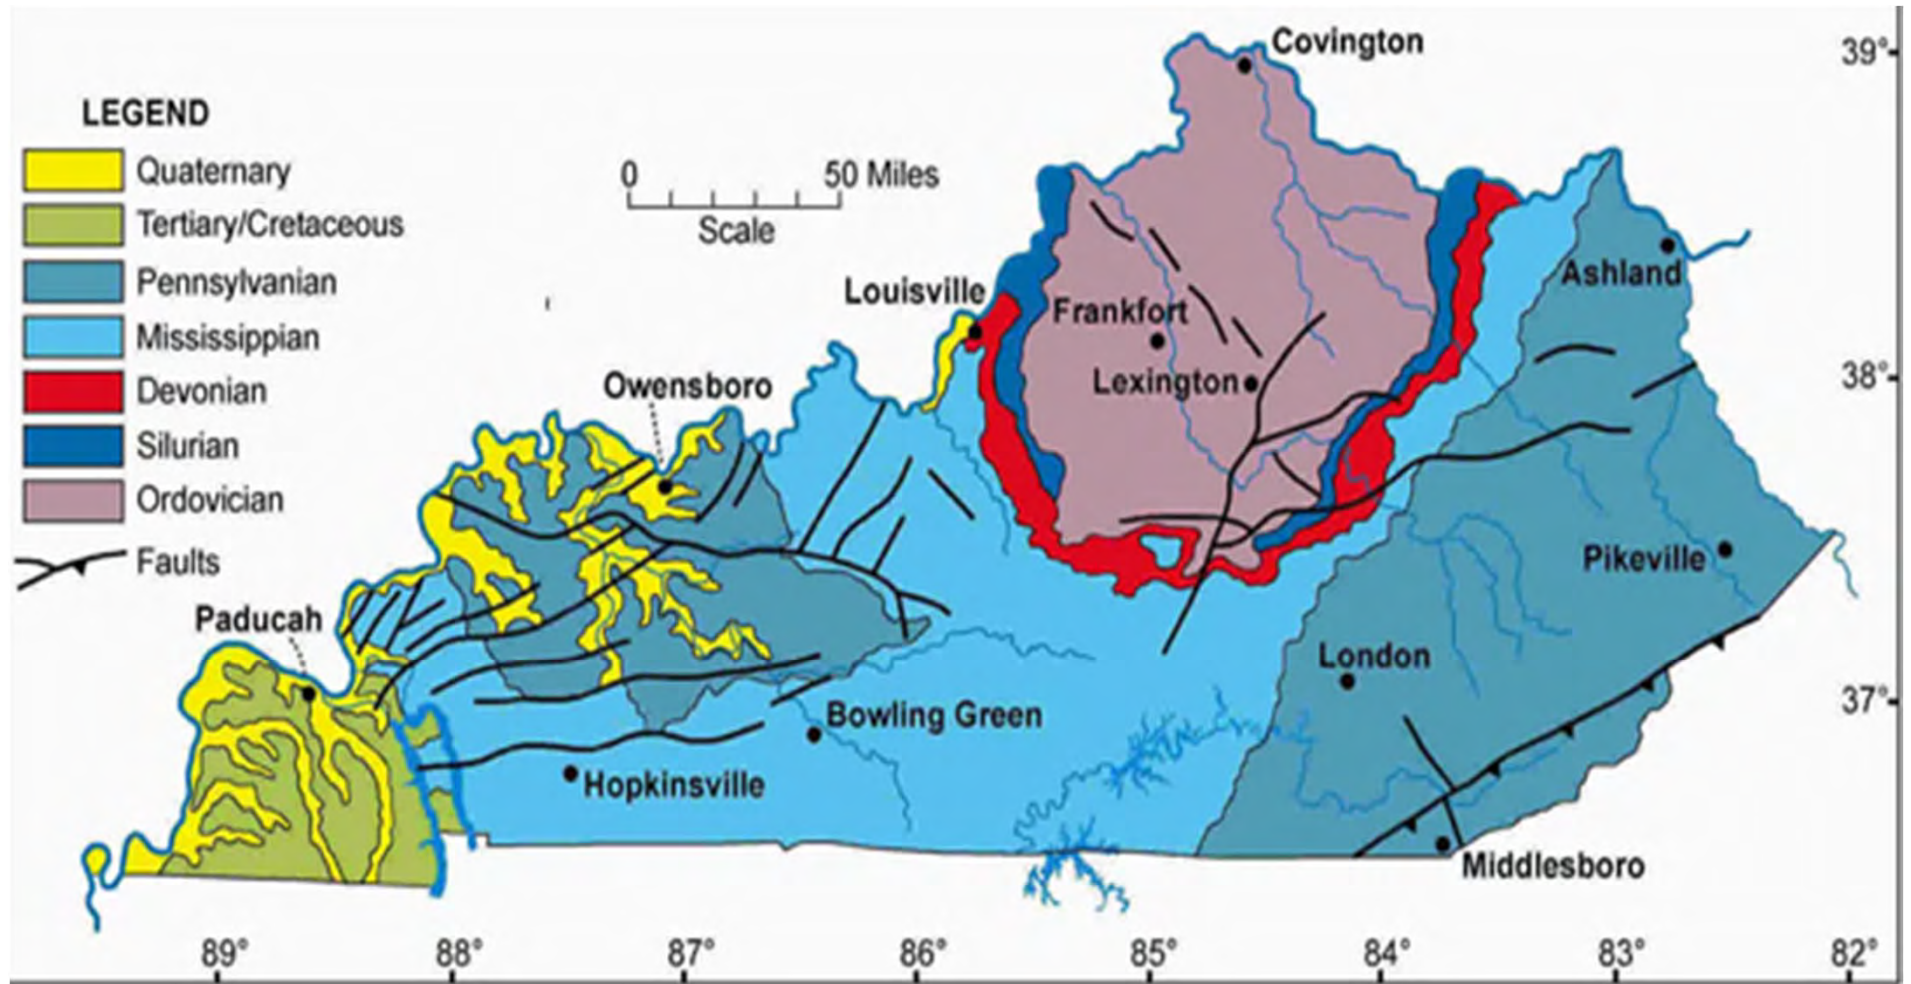 Covington
39°
LEGEND
Quaternary
0 50 Miles
Scale
Tertiary/Cretaceous
Pennsylvanian
Ashland
Louisville
Frankfort
Mississippian
Lexington
38°
Owensboro
Devonian
Silurian
Ordovician
Faults
Pikeville
Paducah
London
37°
Bowling Green
Hopkinsville
Middlesboro
89° 88° 87° 86° 85° 84° 83° 82°